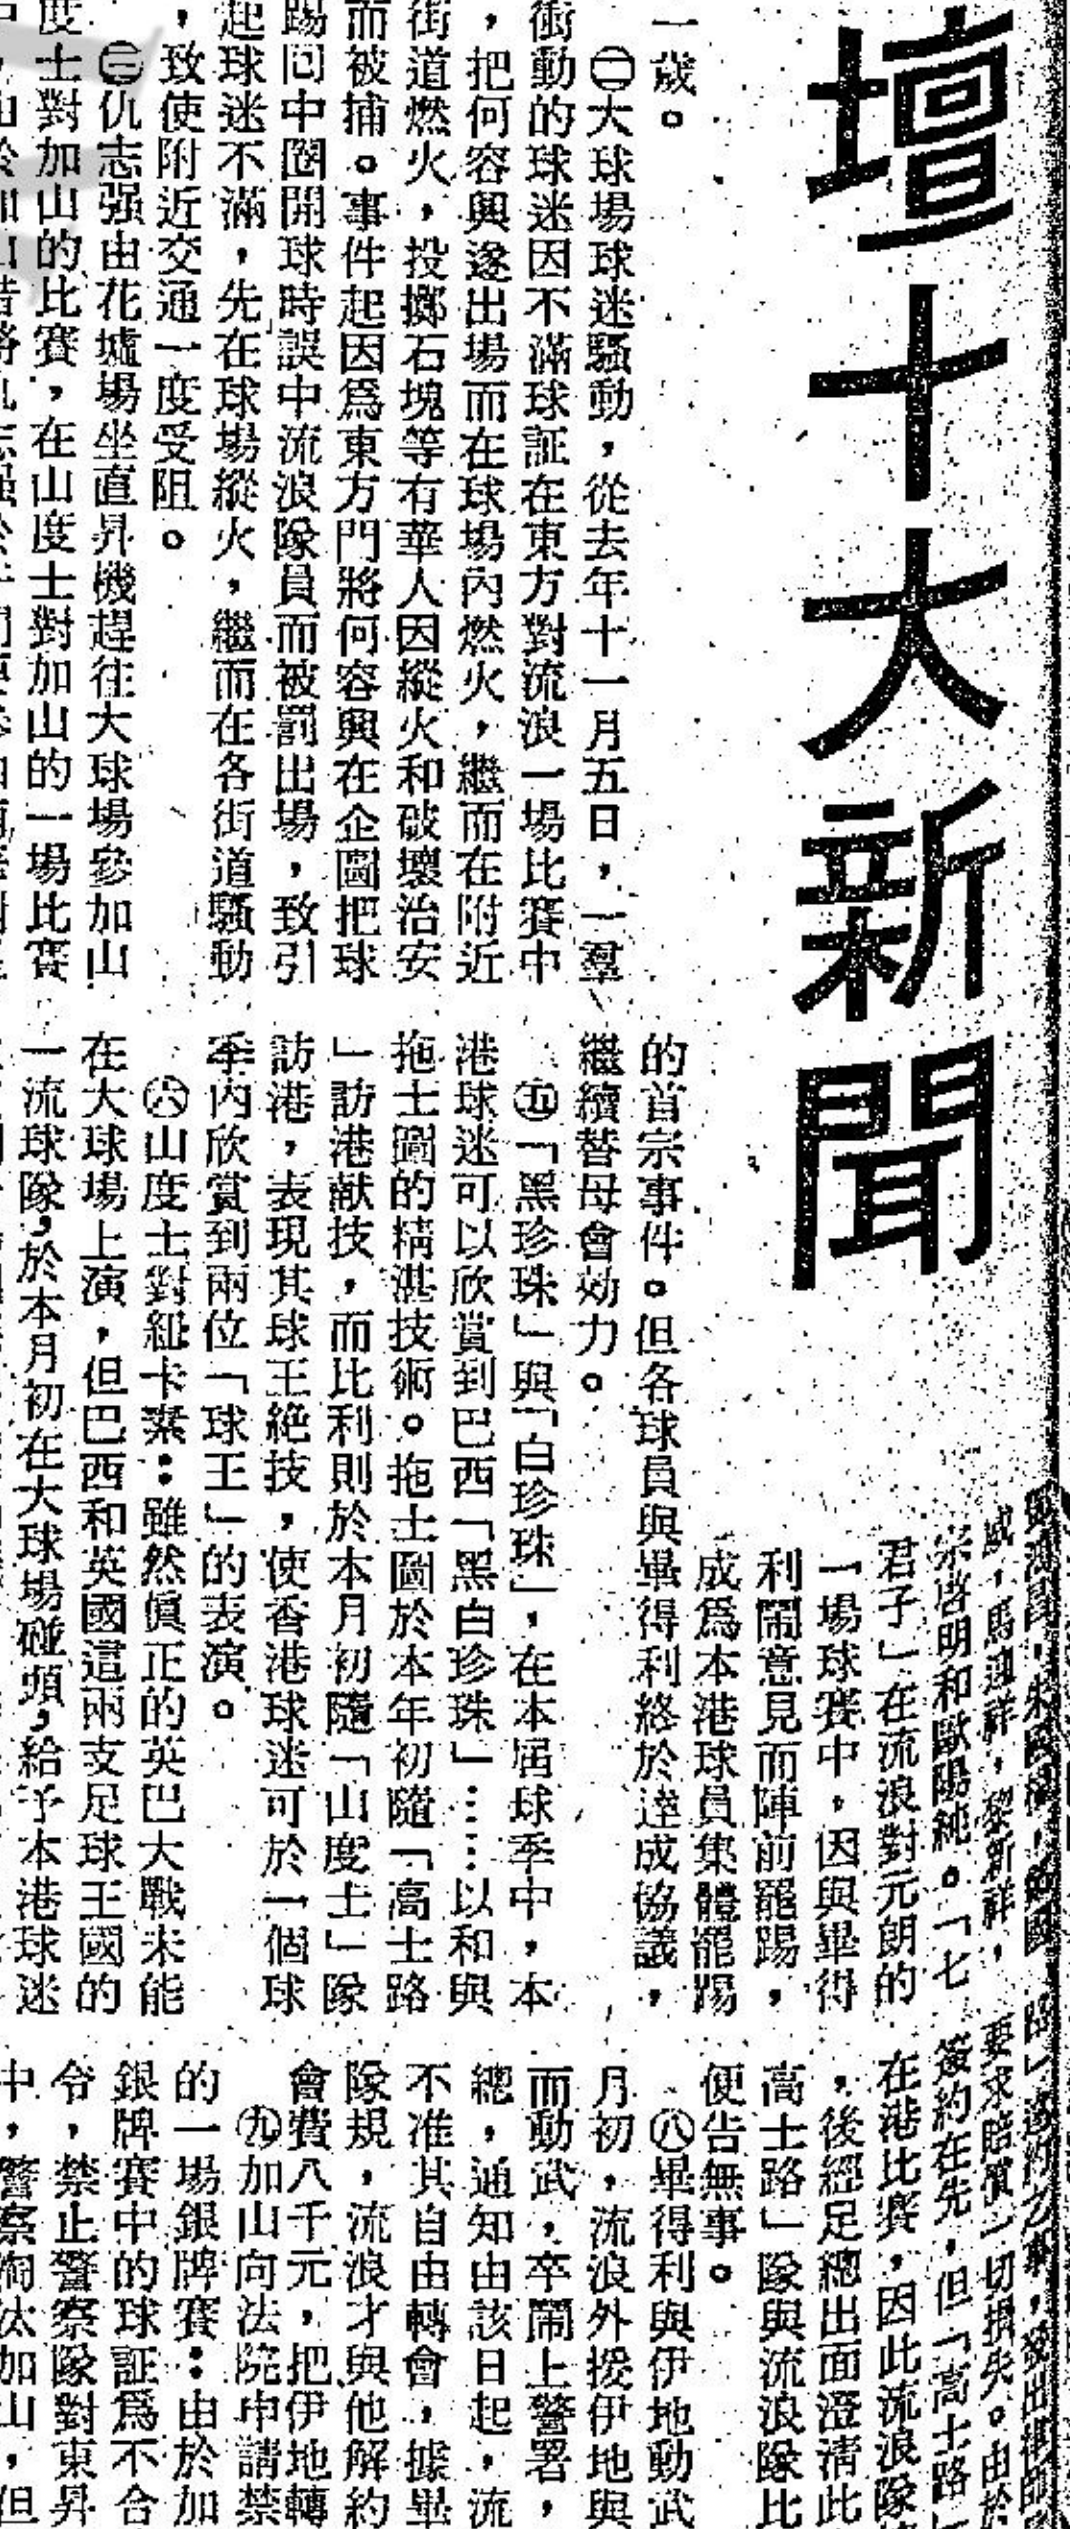 壇十大新聞
一歲。
㊁大球場球迷騷動，從去年十一月五日，一羣
衝動的球迷因不滿球証在東方對流浪一場比賽中
，把何容興逐出場而在球場內燃火，繼而在附近
街道燃火，投擲石塊等有華人因縱火和破壞治安
而被捕。事件起因爲東方門將何容興在企圖把球
踢回中圈開球時誤中流浪隊員而被罰出場，致引
起球迷不滿，先在球場縱火，繼而在各街道騷動
，致使附近交通一度受阻。
㊂仇志强由花墟場坐直昇機趕往大球場參加山
度士對加山的比賽，在山度士對加山的一場比賽
君子」在流浪對元朗的
一場球賽中，因與畢得
利鬧意見而陣前罷踢，
成爲本港球員集體罷踢
的首宗事件。但各球員與畢得利終於達成協議，
繼續替母會効力。
㊄「黑珍珠」與「白珍珠」，在本屆球季中，本
港球迷可以欣賞到巴西「黑白珍珠」……以和與
拖士圖的精湛技術。拖士圖於本年初隨「高士路
」訪港献技，而比利則於本月初隨「山度士」隊
訪港，表現其球王絕技，使香港球迷可於一個球
季內欣賞到兩位「球王」的表演。
㊅山度士對紐卡素：雖然眞正的英巴大戰未能
在大球場上演，但巴西和英國這兩支足球王國的
一流球隊，於本月初在大球場碰頭，給予本港球迷
宋啓明和歐陽純。「七
簽約在先，但「高士路
在港比賽，因此流浪隊
，後經足總出面澄清此
高士路」隊與流浪隊比
便告無事。
㊇畢得利與伊地動武
月初，流浪外援伊地與
而動武，卒鬧上警署，
總，通知由該日起，流
不准其自由轉會，據畢
隊規，流浪才與他解約
會費八千元，把伊地轉
㊈加山向法院申請禁
的一場銀牌賽：由於加
銀牌賽中的球証爲不合
令，禁止警察隊對東昇
中，警察淘汰加山，但